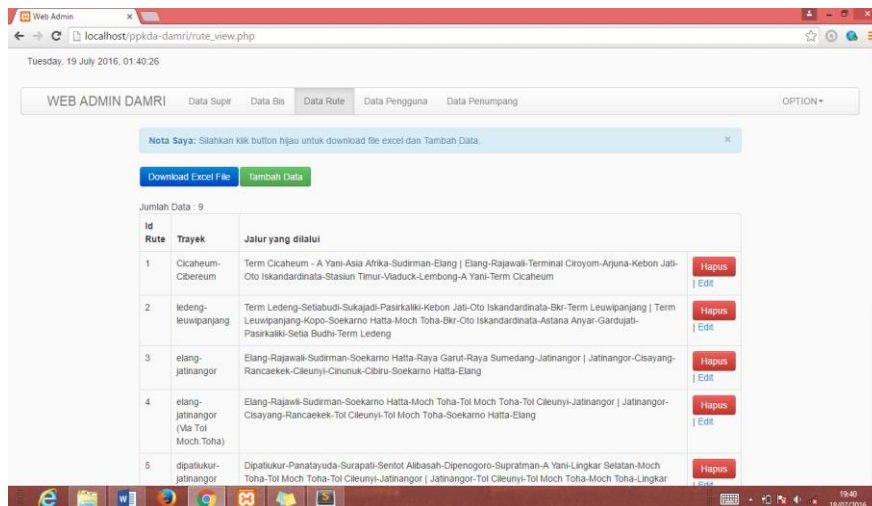 Web Admin
localhost/ppkda-damri/rute_view.php
Tuesday, 19 July 2016, 01:40:26
WEB ADMIN DAMRI Data Supir Data Bis Data Rute Data Pengguna Data Penumpang OPTION
Nota Saya: Silahkan klik button hijau untuk download file excel dan Tambah Data. ×
Download Excel File Tambah Data
Jumlah Data : 9
Id Rute Trayek Jalur yang dilalui
1 Cicaheum-Cibereum Term Cicaheum - A Yani-Asia Afrika-Sudirman-Elang | Elang-Rajawali-Terminal Ciroyom-Arjuna-Kebon Jati-
Oto Iskandardinata-Stasiun Timur-Viaduck-Lembong-A Yani-Term Cicaheum
Hapus
| Edit
2 ledeng-leuwipanjang Term Ledeng-Setiabudi-Sukajadi-Pasirkaliki-Kebon Jati-Oto Iskandardinata-Bkr-Term Leuwipanjang | Term
Leuwipanjang-Kopo-Soekarno Hatta-Moch Toha-Bkr-Oto Iskandardinata-Astana Anyar-Gardujati-
Pasirkaliki-Setia Budhi-Term Ledeng
Hapus
| Edit
3 elang-jatinangor Elang-Rajawali-Sudirman-Soekarno Hatta-Raya Garut-Raya Sumedang-Jatinangor | Jatinangor-Cisayang-
Rancaekek-Cileunyi-Cinunuk-Cibiru-Soekarno Hatta-Elang
Hapus
| Edit
4 elang-jatinangor (Via Tol Moch.Toha) Elang-Rajawli-Sudirman-Soekarno Hatta-Moch Toha-Tol Moch Toha-Tol Cileunyi-Jatinangor | Jatinangor-
Cisayang-Rancaekek-Tol Cileunyi-Tol Moch Toha-Soekarno Hatta-Elang
Hapus
| Edit
5 dipatiukur-jatinangor Dipatiukur-Panatayuda-Surapati-Sentot Alibasah-Dipenogoro-Supratman-A Yani-Lingkar Selatan-Moch
Toha-Tol Moch Toha-Tol Cileunyi-Jatinangor | Jatinangor-Tol Cileunyi-Tol Moch Toha-Moch Toha-Lingkar
Hapus
| Edit
19:40
18/07/2016